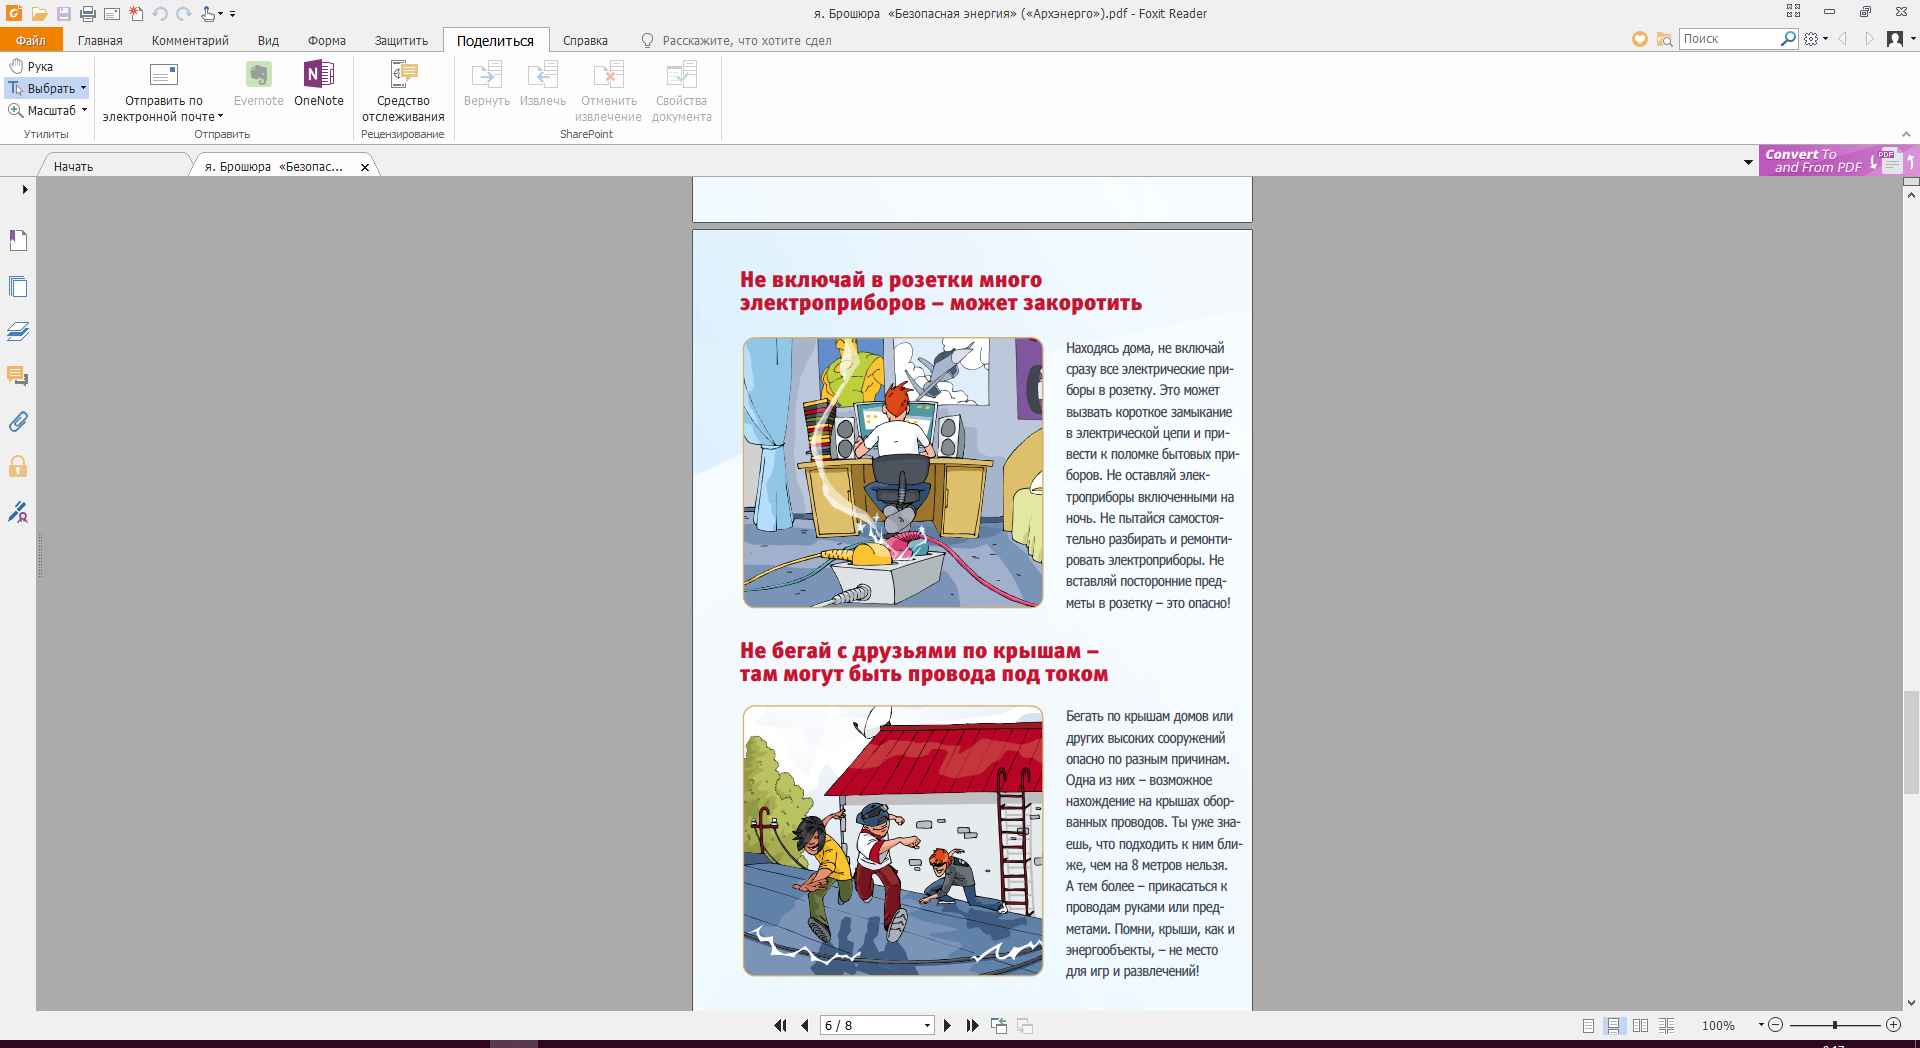 я. Брошюра «Безопасная энергия» («Архэнерго»).pdf - Foxit Reader
Файл
Главная
Комментарий
Вид
Форма
Защитить
Поделиться
Справка
Расскажите, что хотите сдел
Поиск
Рука
Выбрать
Масштаб
Утилиты
Отправить по
электронной почте
Evernote
OneNote
Отправить
Средство
отслеживания
Рецензирование
Вернуть
Извлечь
Отменить
извлечение
Свойства
документа
SharePoint
Начать
я. Брошюра «Безопас...
Convert To
and From PDF
PDF
Не включай в розетки много
электроприборов – может закоротить
Находясь дома, не включай
сразу все электрические при-
боры в розетку. Это может
вызвать короткое замыкание
в электрической цепи и при-
вести к поломке бытовых при-
боров. Не оставляй элек-
троприборы включенными на
ночь. Не пытайся самостоя-
тельно разбирать и ремонти-
ровать электроприборы. Не
вставляй посторонние пред-
меты в розетку – это опасно!
Не бегай с друзьями по крышам –
там могут быть провода под током
Бегать по крышам домов или
других высоких сооружений
опасно по разным причинам.
Одна из них – возможное
нахождение на крышах обор-
ванных проводов. Ты уже зна-
ешь, что подходить к ним бли-
же, чем на 8 метров нельзя.
А тем более – прикасаться к
проводам руками или пред-
метами. Помни, крыши, как и
энергообъекты, – не место
для игр и развлечений!
6 / 8
100%